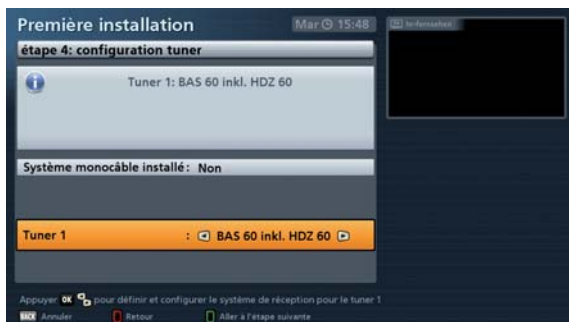 Première installation
Mar 15:48
étape 4: configuration tuner
Tuner 1: BAS 60 inkl. HDZ 60
Système monocâble installé: Non
Tuner 1 : BAS 60 inkl. HDZ 60
Appuyer OK pour définir et configurer le système de réception pour le tuner 1
BACK Annuler Retour Aller à l'étape suivante